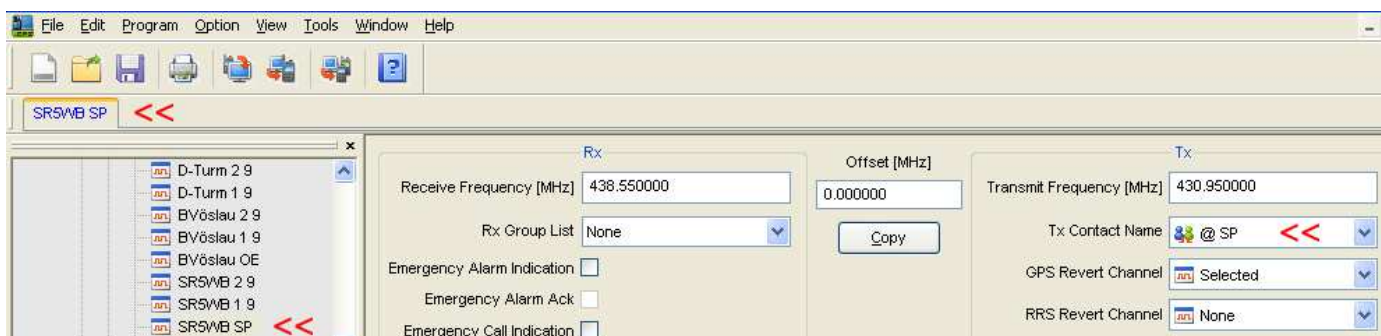 File Edit Program Option View Tools Window Help
SR5WB SP <<
D-Turm 2 9
D-Turm 1 9
BVöslau 2 9
BVöslau 1 9
BVöslau OE
SR5WB 2 9
SR5WB 1 9
SR5WB SP <<
Rx
Receive Frequency [MHz] 438.550000
Rx Group List None
Emergency Alarm Indication
Emergency Alarm Ack
Emergency Call Indication
Offset [MHz]
0.000000
Copy
Tx
Transmit Frequency [MHz] 430.950000
Tx Contact Name @ SP <<
GPS Revert Channel Selected
RRS Revert Channel None